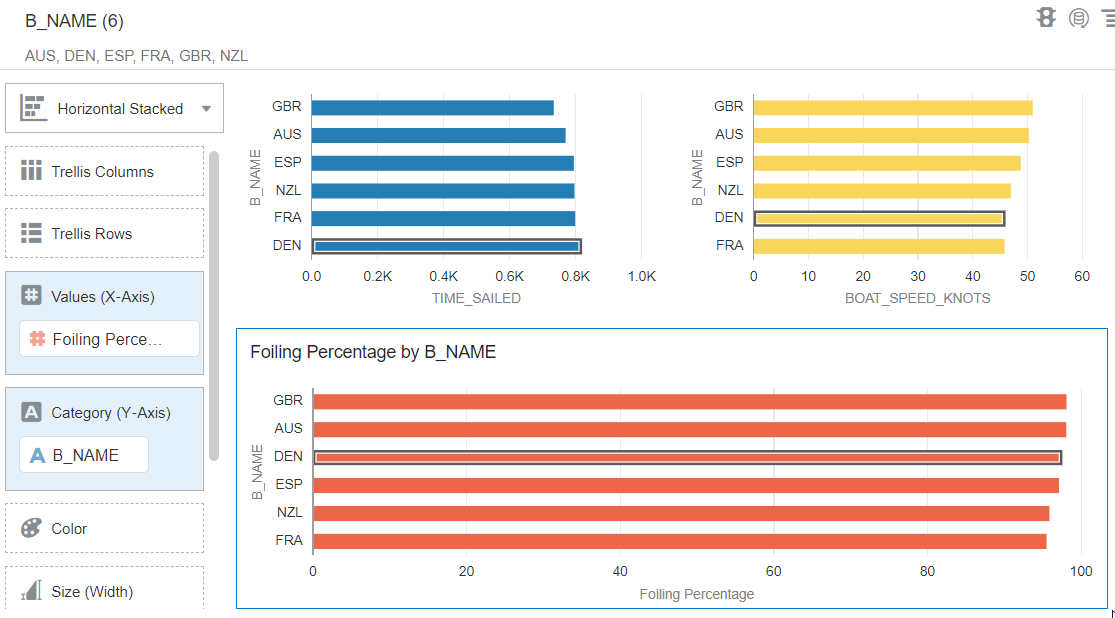 B_NAME (6)
AUS, DEN, ESP, FRA, GBR, NZL
Horizontal Stacked
Trellis Columns
Trellis Rows
Values (X-Axis)
Foiling Perce...
Category (Y-Axis)
A B_NAME
Color
Size (Width)
B_NAME
GBR
AUS
ESP
NZL
FRA
DEN
0.0 0.2K 0.4K 0.6K 0.8K 1.0K
TIME_SAILED
B_NAME
GBR
AUS
ESP
NZL
DEN
FRA
0 10 20 30 40 50 60
BOAT_SPEED_KNOTS
Foiling Percentage by B_NAME
B_NAME
GBR
AUS
DEN
ESP
NZL
FRA
0 20 40 60 80 100
Foiling Percentage